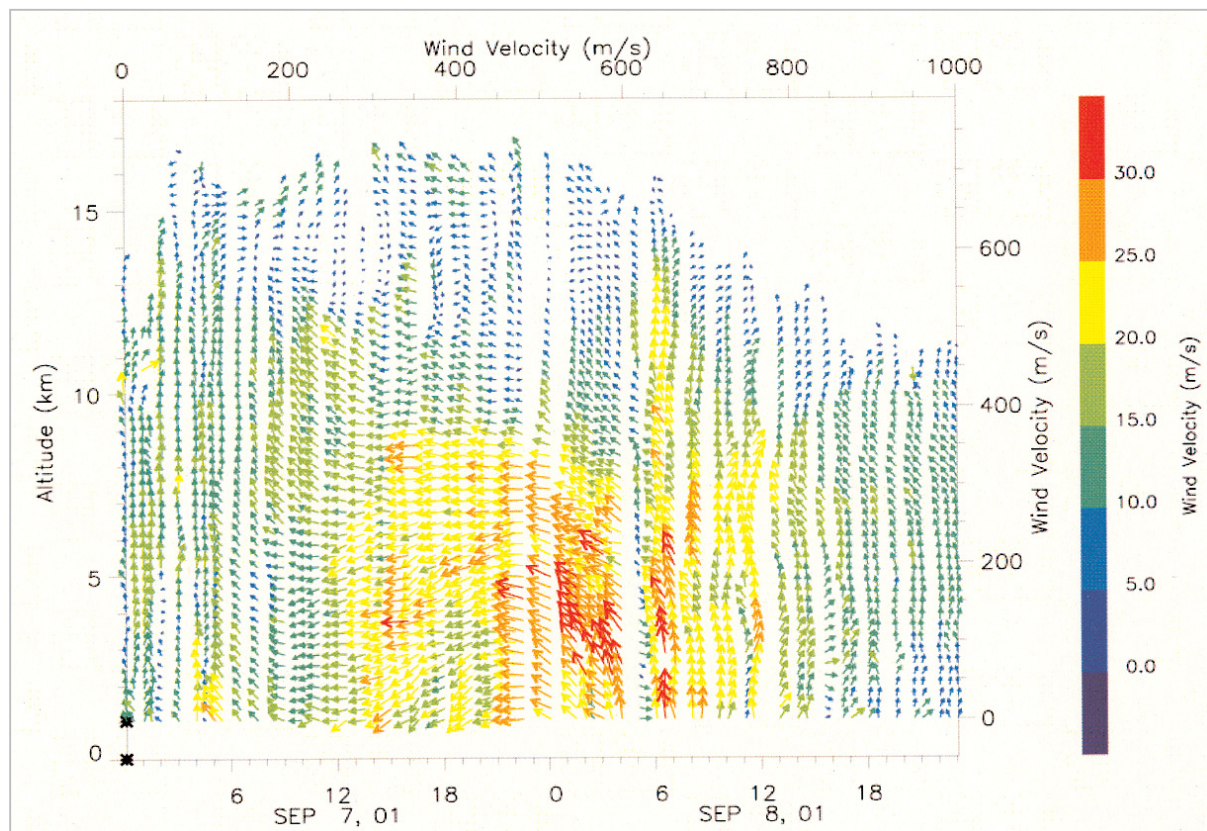 Wind Velocity (m/s)
0 200 400 600 800 1000
30.0
25.0
20.0
15.0
10.0
5.0
0.0
Wind Velocity (m/s)
600
400
200
0
Wind Velocity (m/s)
15
10
5
0
Altitude (km)
6 12 18 0 6 12 18
SEP 7, 01 SEP 8, 01